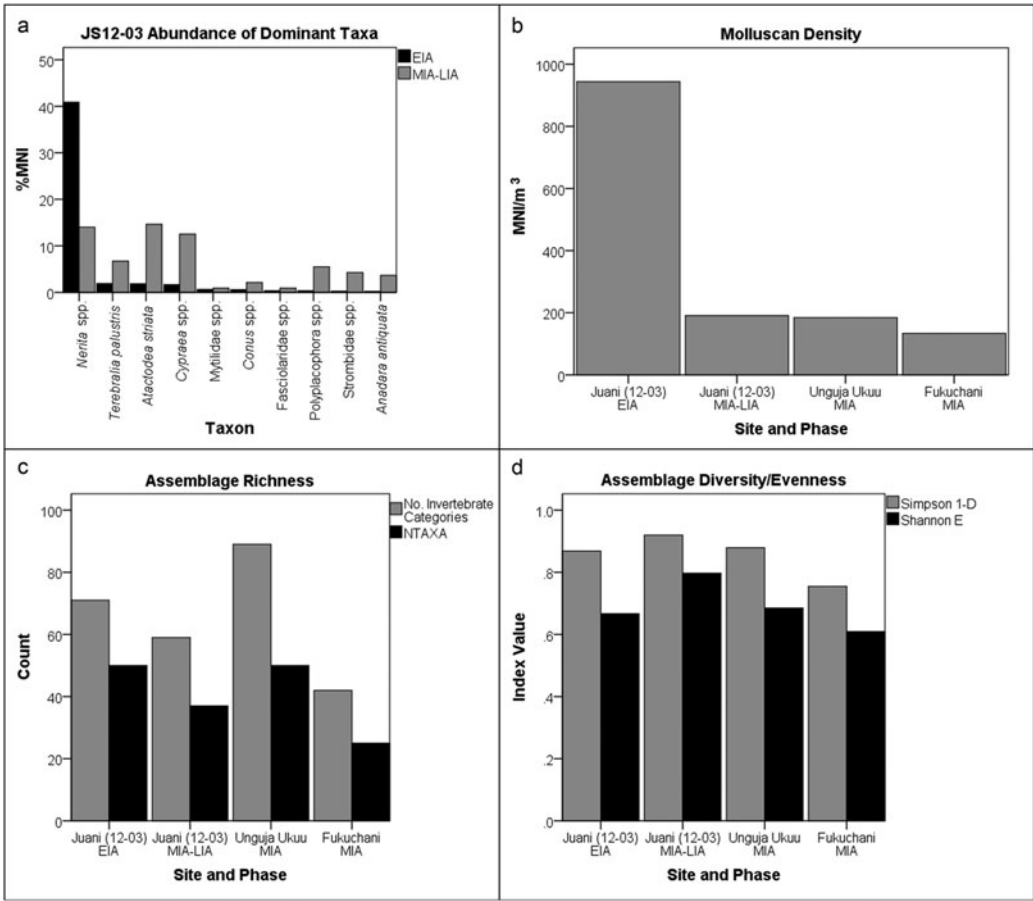 a
JS12-03 Abundance of Dominant Taxa
EIA
MIA-LIA
50
40
30
20
10
0
%MNI
Nerita spp.
Terebralia palustris
Atactodea striata
Cypraea spp.
Mytilidae spp.
Conus spp.
Fasciolaridae spp.
Polyplacophora spp.
Strombidae spp.
Anadara antiquata
Taxon
b
Molluscan Density
1000
800
600
400
200
0
MNI/m³
Juani (12-03) EIA
Juani (12-03) MIA-LIA
Unguja Ukuu MIA
Fukuchani MIA
Site and Phase
c
Assemblage Richness
No. Invertebrate
Categories
NTAXA
100
80
60
40
20
0
Count
Juani (12-03) EIA
Juani (12-03) MIA-LIA
Unguja Ukuu MIA
Fukuchani MIA
Site and Phase
d
Assemblage Diversity/Evenness
Simpson 1-D
Shannon E
1.0
.8
.6
.4
.2
.0
Index Value
Juani (12-03) EIA
Juani (12-03) MIA-LIA
Unguja Ukuu MIA
Fukuchani MIA
Site and Phase